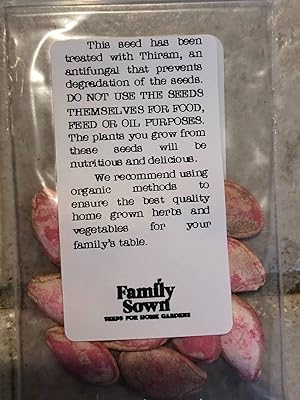 This seed has been
treated with Thiram, an
antifungal that prevents
degradation of the seeds.
DO NOT USE THE SEEDS
THEMSELVES FOR FOOD,
FEED OR OIL PURPOSES.
The plants you grow from
these seeds will be
nutritious and delicious.
We recommend using
organic methods to
ensure the best quality
home grown herbs and
vegetables for your
family's table.
Family
Sown
SEEDS FOR HOME GARDENS